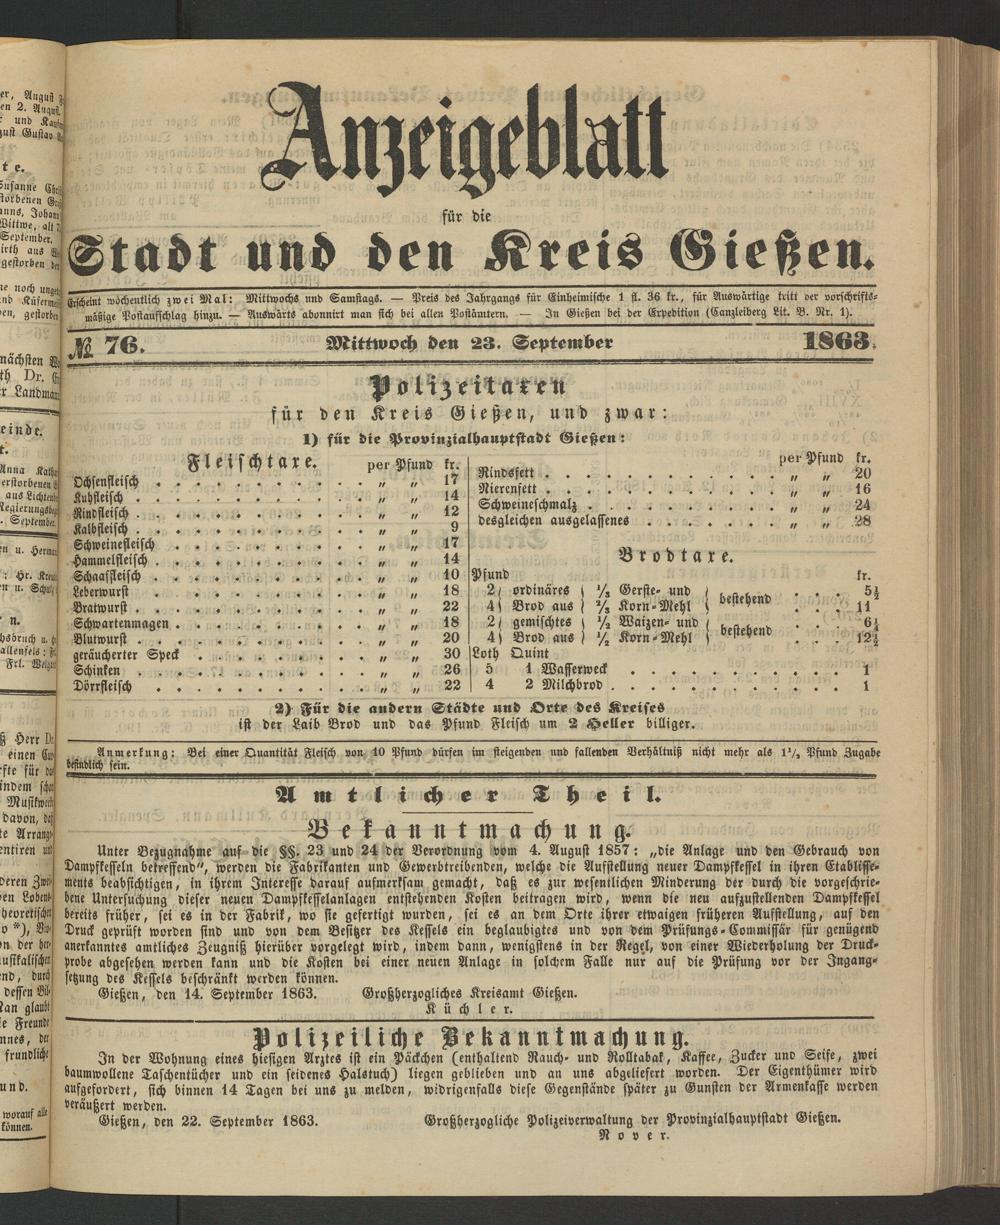 Anzeigeblatt
für die
Stadt und den Kreis Gießen.
Erscheint wöchentlich zwei Mal: Mittwochs und Samstags. — Preis des Jahrgangs für Einheimische 1 fl. 36 kr., für Auswärtige tritt der vorschrifts-
mäßige Postaufschlag hinzu. — Auswärts abonnirt man sich bei allen Postämtern. — In Gießen bei der Expedition (Canzleiberg Lit. B. Nr. 1).
№ 76. Mittwoch den 23. September 1863.
Polizeitaxen
für den Kreis Gießen, und zwar:
1) für die Provinzialhauptstadt Gießen:
Fleischtaxe. per Pfund kr.
Ochsenfleisch . . . . . . . . . „ „ 17
Kuhfleisch . . . . . . . . . „ „ 14
Rindfleisch . . . . . . . . . „ „ 12
Kalbfleisch . . . . . . . . . „ „ 9
Schweinefleisch . . . . . . . . „ „ 17
Hammelfleisch . . . . . . . . „ „ 14
Schaaffleisch . . . . . . . . . „ „ 10
Leberwurst . . . . . . . . . „ „ 18
Bratwurst . . . . . . . . . „ „ 22
Schwartenmagen . . . . . . . . „ „ 18
Blutwurst . . . . . . . . . „ „ 20
geräucherter Speck . . . . . . . „ „ 30
Schinken . . . . . . . . . „ „ 26
Dörrfleisch . . . . . . . . . „ „ 22
per Pfund kr.
Rindsfett . . . . . . . . . „ „ 20
Nierenfett . . . . . . . . . „ „ 16
Schweineschmalz . . . . . . . . „ „ 24
desgleichen ausgelassenes . . . . . „ „ 28
Brodtaxe.
Pfund kr.
2 ordinäres 1/3 Gerste- und bestehend . . . 5½
4 Brod aus 2/3 Korn-Mehl . . . 11
2 gemischtes 1/2 Waizen- und bestehend . . . 6¼
4 Brod aus 1/2 Korn-Mehl . . . 12½
Loth Quint
5 1 Wasserweck . . . . . . . . 1
4 2 Milchbrod . . . . . . . . 1
2) Für die andern Städte und Orte des Kreises
ist der Laib Brod und das Pfund Fleisch um 2 Heller billiger.
Anmerkung: Bei einer Quantität Fleisch von 10 Pfund dürfen im steigenden und fallenden Verhältniß nicht mehr als 1½ Pfund Zugabe
befindlich sein.
Amtlicher Theil.
Bekanntmachung.
Unter Bezugnahme auf die §§. 23 und 24 der Verordnung vom 4. August 1857: „die Anlage und den Gebrauch von
Dampfkesseln betreffend“, werden die Fabrikanten und Gewerbtreibenden, welche die Aufstellung neuer Dampfkessel in ihren Etablisse-
ments beabsichtigen, in ihrem Interesse darauf aufmerksam gemacht, daß es zur wesentlichen Minderung der durch die vorgeschrie-
bene Untersuchung dieser neuen Dampfkesselanlagen entstehenden Kosten beitragen wird, wenn die neu aufzustellenden Dampfkessel
bereits früher, sei es in der Fabrik, wo sie gefertigt wurden, sei es an dem Orte ihrer etwaigen früheren Aufstellung, auf den
Druck geprüft worden sind und von dem Besitzer des Kessels ein beglaubigtes und von dem Prüfungs-Commissär für genügend
anerkanntes amtliches Zeugniß hierüber vorgelegt wird, indem dann, wenigstens in der Regel, von einer Wiederholung der Druck-
probe abgesehen werden kann und die Kosten bei einer neuen Anlage in solchem Falle nur auf die Prüfung vor der Ingang-
setzung des Kessels beschränkt werden können.
Gießen, den 14. September 1863. Großherzogliches Kreisamt Gießen.
Küchler.
Polizeiliche Bekanntmachung.
In der Wohnung eines hiesigen Arztes ist ein Päckchen (enthaltend Rauch- und Rolltabak, Kaffee, Zucker und Seife, zwei
baumwollene Taschentücher und ein seidenes Halstuch) liegen geblieben und an uns abgeliefert worden. Der Eigenthümer wird
aufgefordert, sich binnen 14 Tagen bei uns zu melden, widrigenfalls diese Gegenstände später zu Gunsten der Armenkasse werden
veräußert werden.
Gießen, den 22. September 1863. Großherzogliche Polizeiverwaltung der Provinzialhauptstadt Gießen.
Nover.